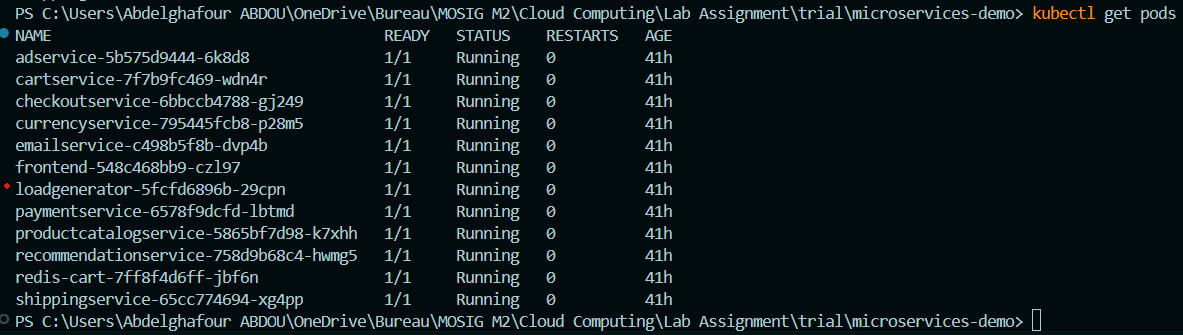 PS C:\Users\Abdelghafour ABDOU\OneDrive\Bureau\MOSIG M2\Cloud Computing\Lab Assignment\trial\microservices-demo> kubectl get pods
NAME READY STATUS RESTARTS AGE
adservice-5b575d9444-6k8d8 1/1 Running 0 41h
cartservice-7f7b9fc469-wdn4r 1/1 Running 0 41h
checkoutservice-6bbccb4788-gj249 1/1 Running 0 41h
currencyservice-795445fcb8-p28m5 1/1 Running 0 41h
emailservice-c498b5f8b-dvp4b 1/1 Running 0 41h
frontend-548c468bb9-czl97 1/1 Running 0 41h
loadgenerator-5fcfd6896b-29cpn 1/1 Running 0 41h
paymentservice-6578f9dcfd-lbtmd 1/1 Running 0 41h
productcatalogservice-5865bf7d98-k7xhh 1/1 Running 0 41h
recommendationservice-758d9b68c4-hwmg5 1/1 Running 0 41h
redis-cart-7ff8f4d6ff-jbf6n 1/1 Running 0 41h
shippingservice-65cc774694-xg4pp 1/1 Running 0 41h
PS C:\Users\Abdelghafour ABDOU\OneDrive\Bureau\MOSIG M2\Cloud Computing\Lab Assignment\trial\microservices-demo>